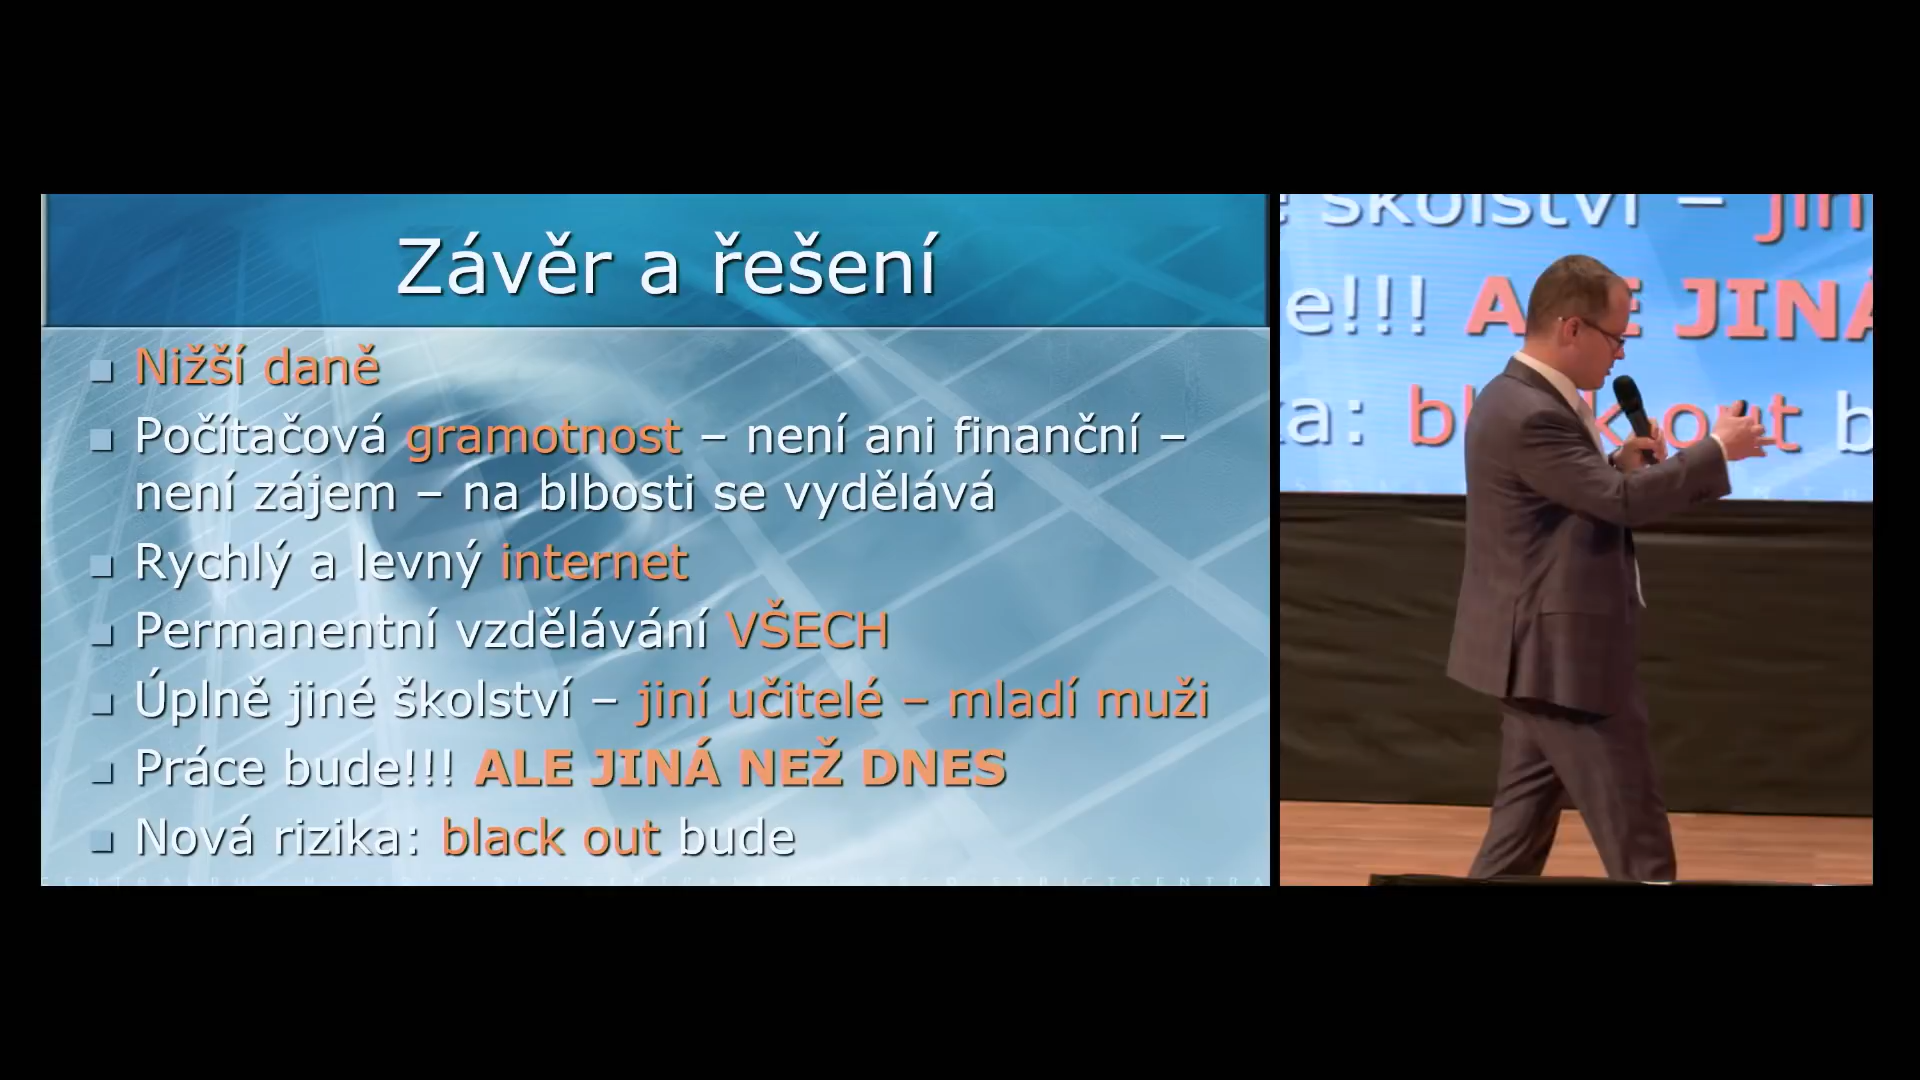 Závěr a řešení
Nižší daně
Počítačová gramotnost – není ani finanční –
není zájem – na blbosti se vydělává
Rychlý a levný internet
Permanentní vzdělávání VŠECH
Úplně jiné školství – jiní učitelé – mladí muži
Práce bude!!! ALE JINÁ NEŽ DNES
Nová rizika: black out bude
školství – jin
e!!! ALE JINÁ
ka: black out b